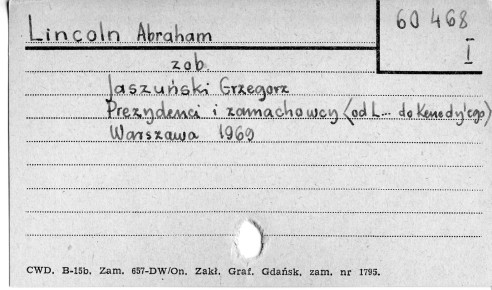 Lincoln Abraham
60 468
I
zob.
Jaszuński Grzegorz
Prezydenci i zamachowcy (od L... do Kenedy'ego)
Warszawa 1969
CWD. B-15b. Zam. 657-DW/On. Zakł. Graf. Gdańsk, zam. nr 1795.